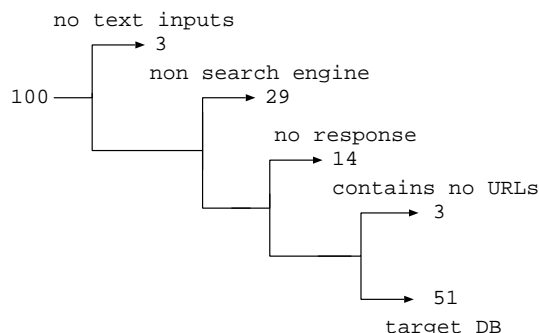 no text inputs
3
non search engine
100
29
no response
14
contains no URLs
3
51
target DB